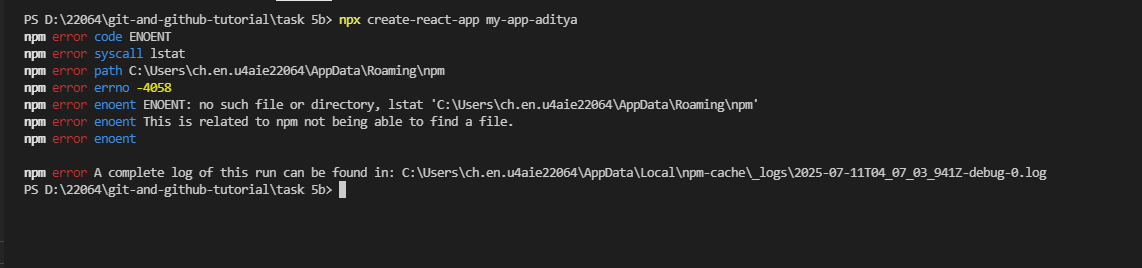 PS D:\22064\git-and-github-tutorial\task 5b> npx create-react-app my-app-aditya
npm error code ENOENT
npm error syscall lstat
npm error path C:\Users\ch.en.u4aie22064\AppData\Roaming\npm
npm error errno -4058
npm error enoent ENOENT: no such file or directory, lstat 'C:\Users\ch.en.u4aie22064\AppData\Roaming\npm'
npm error enoent This is related to npm not being able to find a file.
npm error enoent
npm error A complete log of this run can be found in: C:\Users\ch.en.u4aie22064\AppData\Local\npm-cache\_logs\2025-07-11T04_07_03_941Z-debug-0.log
PS D:\22064\git-and-github-tutorial\task 5b>